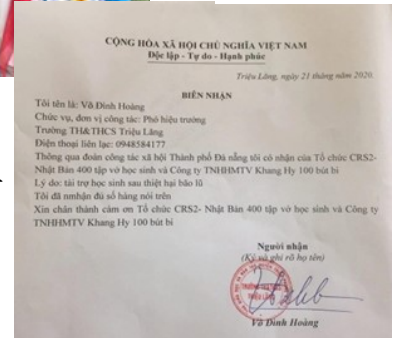 CỘNG HÒA XÃ HỘI CHỦ NGHĨA VIỆT NAM
Độc lập - Tự do - Hạnh phúc
Triệu Lăng, ngày 21 tháng năm 2020.
BIÊN NHẬN
Tôi tên là: Võ Đình Hoàng
Chức vụ, đơn vị công tác: Phó hiệu trưởng
Trường TH&THCS Triệu Lăng
Điện thoại liên lạc: 0948584177
Thông qua đoàn công tác xã hội Thành phố Đà nẵng tôi có nhận của Tổ chức CRS2-
Nhật Bản 400 tập vở học sinh và Công ty TNHHMTV Khang Hy 100 bút bi
Lý do: tài trợ học sinh sau thiệt hại bão lũ
Tôi đã nmhận đủ số hàng nói trên
Xin chân thành cảm ơn Tổ chức CRS2- Nhật Bản 400 tập vở học sinh và Công ty
TNHHMTV Khang Hy 100 bút bi
Người nhận
(Ký và ghi rõ họ tên)
TRIỆU LĂNG
Võ Đình Hoàng